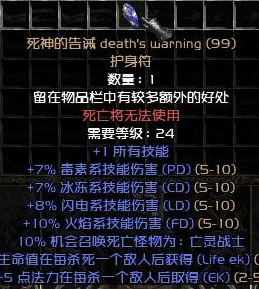 死神的告诫 death's warning (99)
护身符
数量: 1
留在物品栏中有较多额外的好处
死亡将无法使用
需要等级: 24
+1 所有技能
+7% 毒素系技能伤害 (PD) (5-10)
+7% 冰冻系技能伤害 (CD) (5-10)
+8% 闪电系技能伤害 (LD) (5-10)
+10% 火焰系技能伤害 (FD) (5-10)
10% 机会召唤死亡怪物为: 亡灵战士
生命值在每杀死一个敌人后获得 (Life ek) (
-5 点法力在每杀一个敌人后取得 (EK) (2-5)